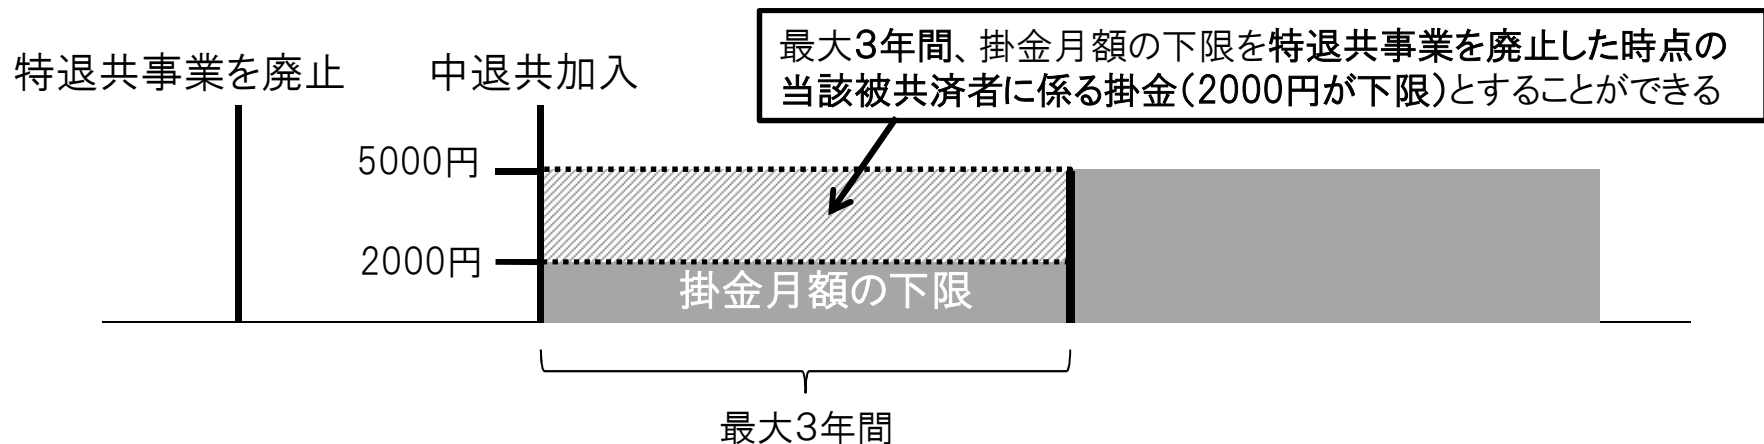 最大3年間、掛金月額の下限を特退共事業を廃止した時点の
当該被共済者に係る掛金（2000円が下限）とすることができる
特退共事業を廃止
中退共加入
5000円
2000円
掛金月額の下限
最大3年間